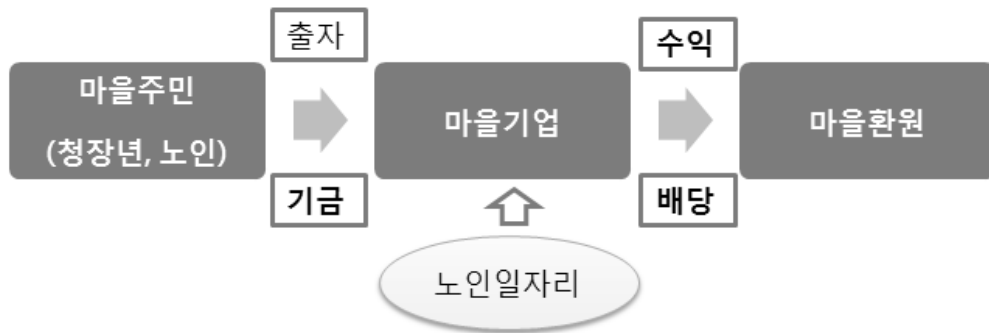 출자
수익
마을주민
(청장년, 노인)
마을기업
마을환원
기금
배당
노인일자리